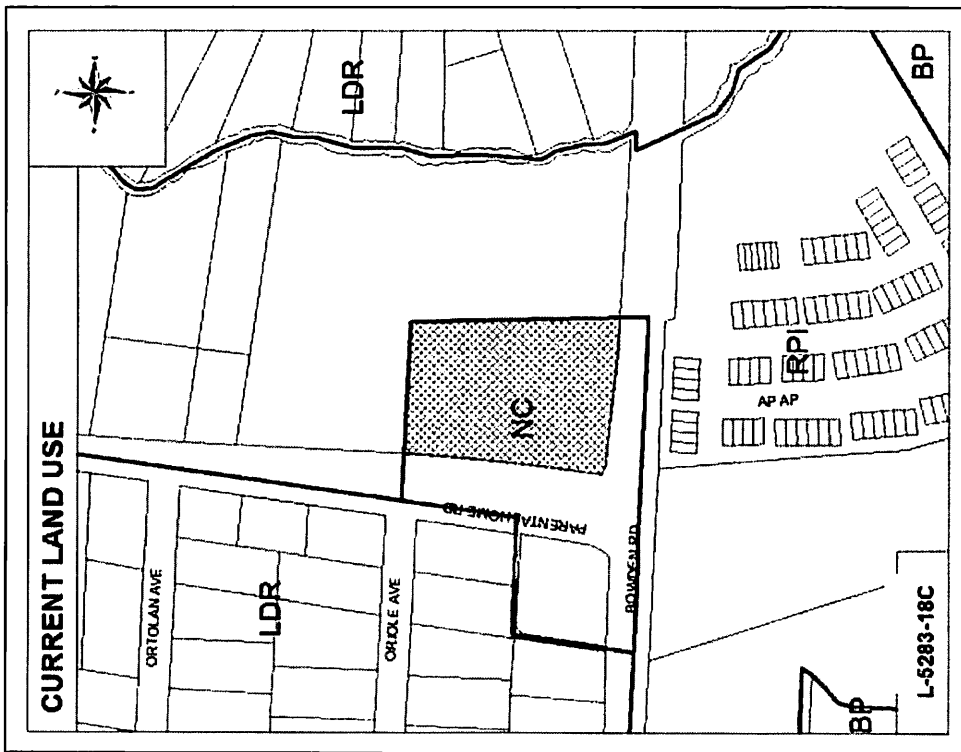 CURRENT LAND USE
LDR
BP
ORTOLAN AVE
LDR
ORIOLE AVE
PARENTAL HOME RD
NC
BOWDEN RD
RPI
AP AP
BP
L-5283-18C